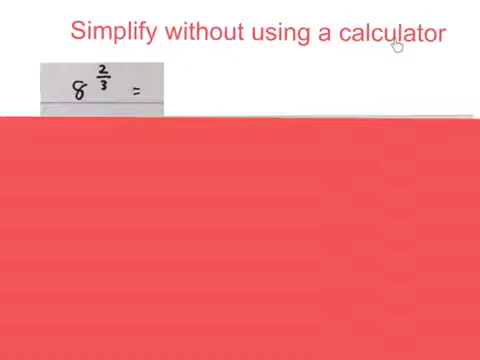 Simplify without using a calculator
8^(2/3) =